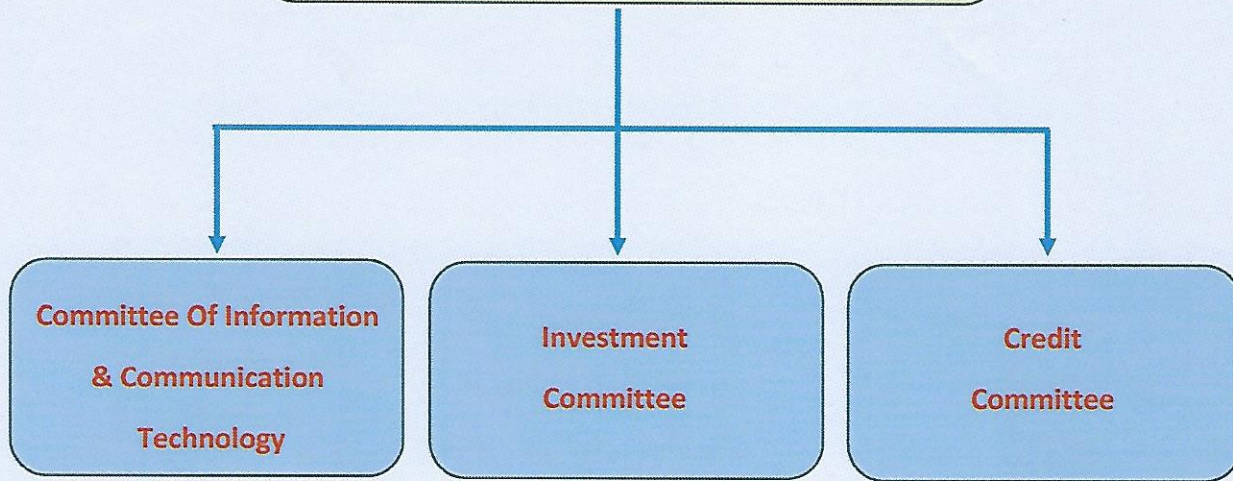 Committee Of Information
& Communication
Technology
Investment
Committee
Credit
Committee